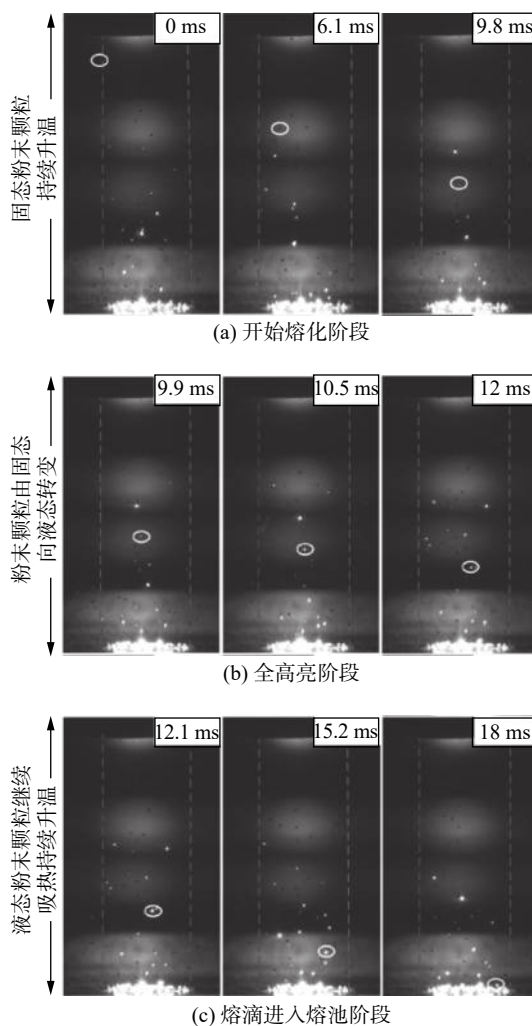 0 ms
6.1 ms
9.8 ms
固态粉末颗粒
持续升温
(a) 开始熔化阶段
9.9 ms
10.5 ms
12 ms
粉末颗粒由固态
向液态转变
(b) 全高亮阶段
12.1 ms
15.2 ms
18 ms
液态粉末颗粒继续
吸热持续升温
(c) 熔滴进入熔池阶段